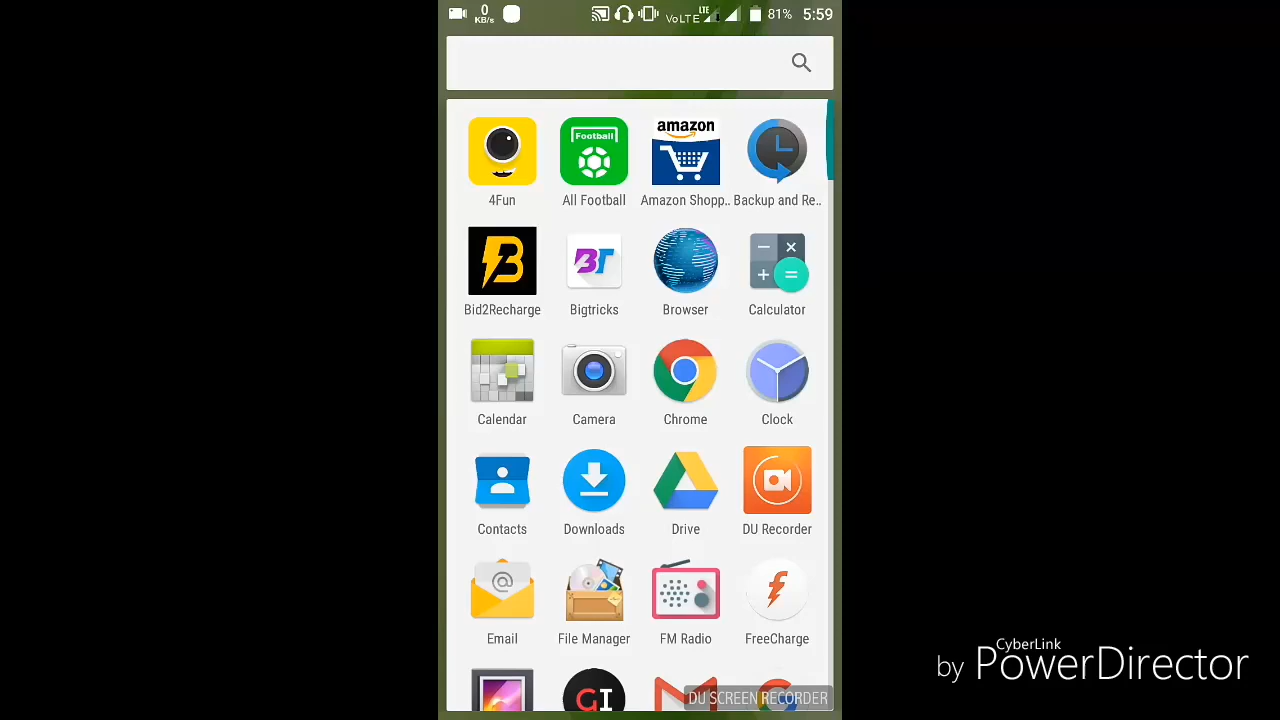 0 KB/s VoLTE LTE 81% 5:59
Football amazon
4Fun All Football Amazon Shopp.. Backup and Re..
B BT
Bid2Recharge Bigtricks Browser Calculator
Calendar Camera Chrome Clock
Contacts Downloads Drive DU Recorder
@
Email File Manager FM Radio FreeCharge
GI
DU SCREEN RECORDER
CyberLink
by PowerDirector